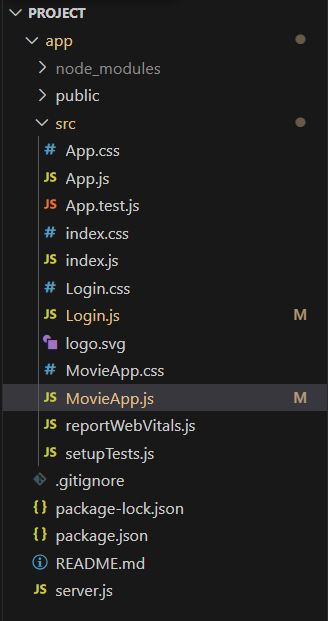 PROJECT
app
node_modules
public
src
# App.css
JS App.js
JS App.test.js
# index.css
JS index.js
# Login.css
JS Login.js M
logo.svg
# MovieApp.css
JS MovieApp.js M
JS reportWebVitals.js
JS setupTests.js
.gitignore
{} package-lock.json
{} package.json
README.md
JS server.js